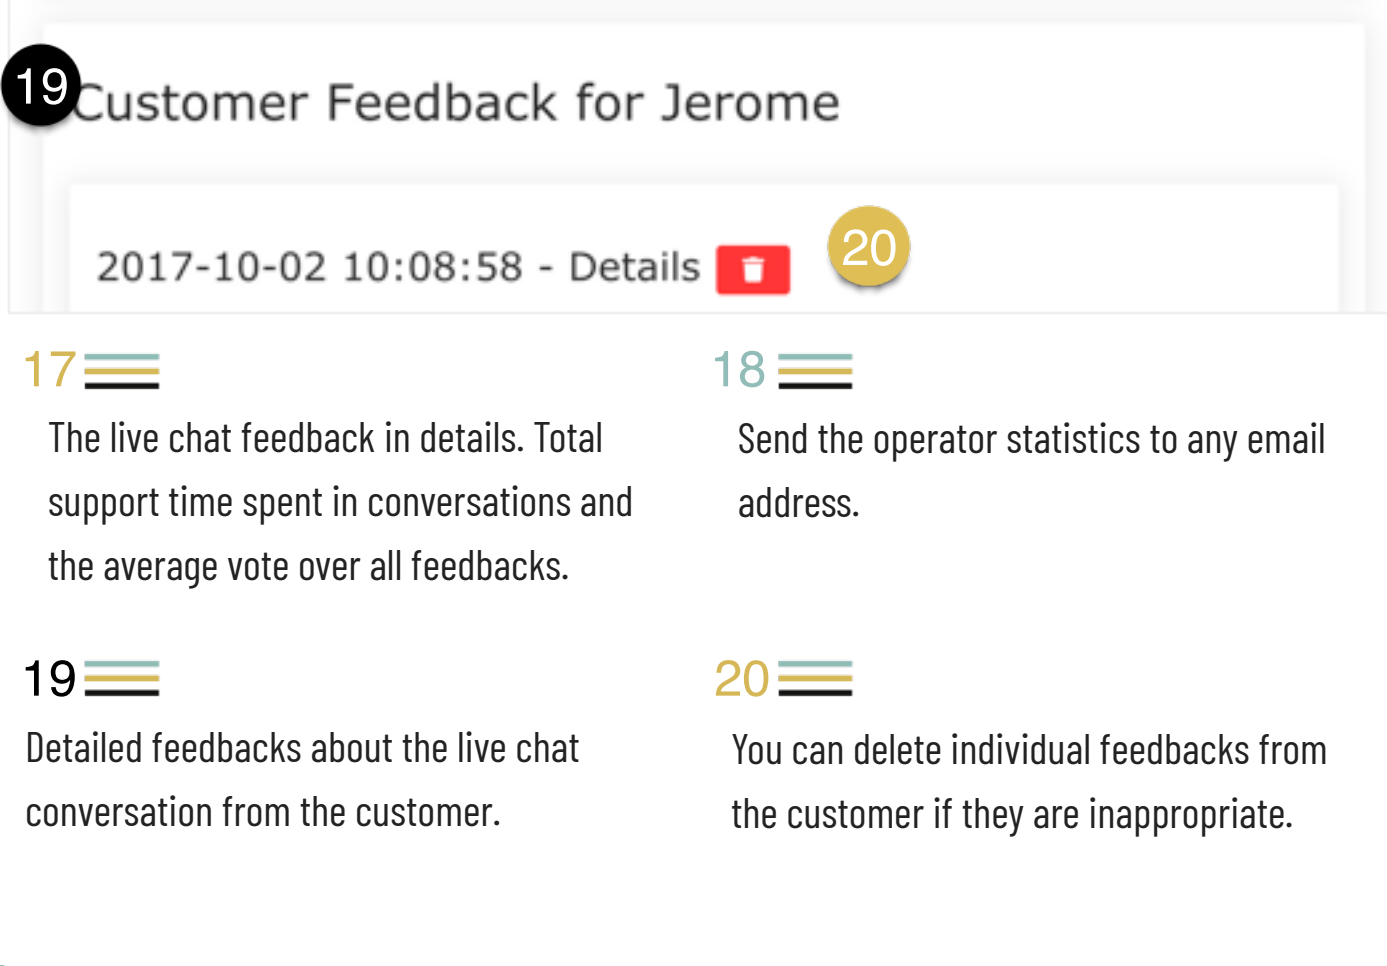 19
Customer Feedback for Jerome
2017-10-02 10:08:58 - Details
20
17
The live chat feedback in details. Total
support time spent in conversations and
the average vote over all feedbacks.
18
Send the operator statistics to any email
address.
19
Detailed feedbacks about the live chat
conversation from the customer.
20
You can delete individual feedbacks from
the customer if they are inappropriate.